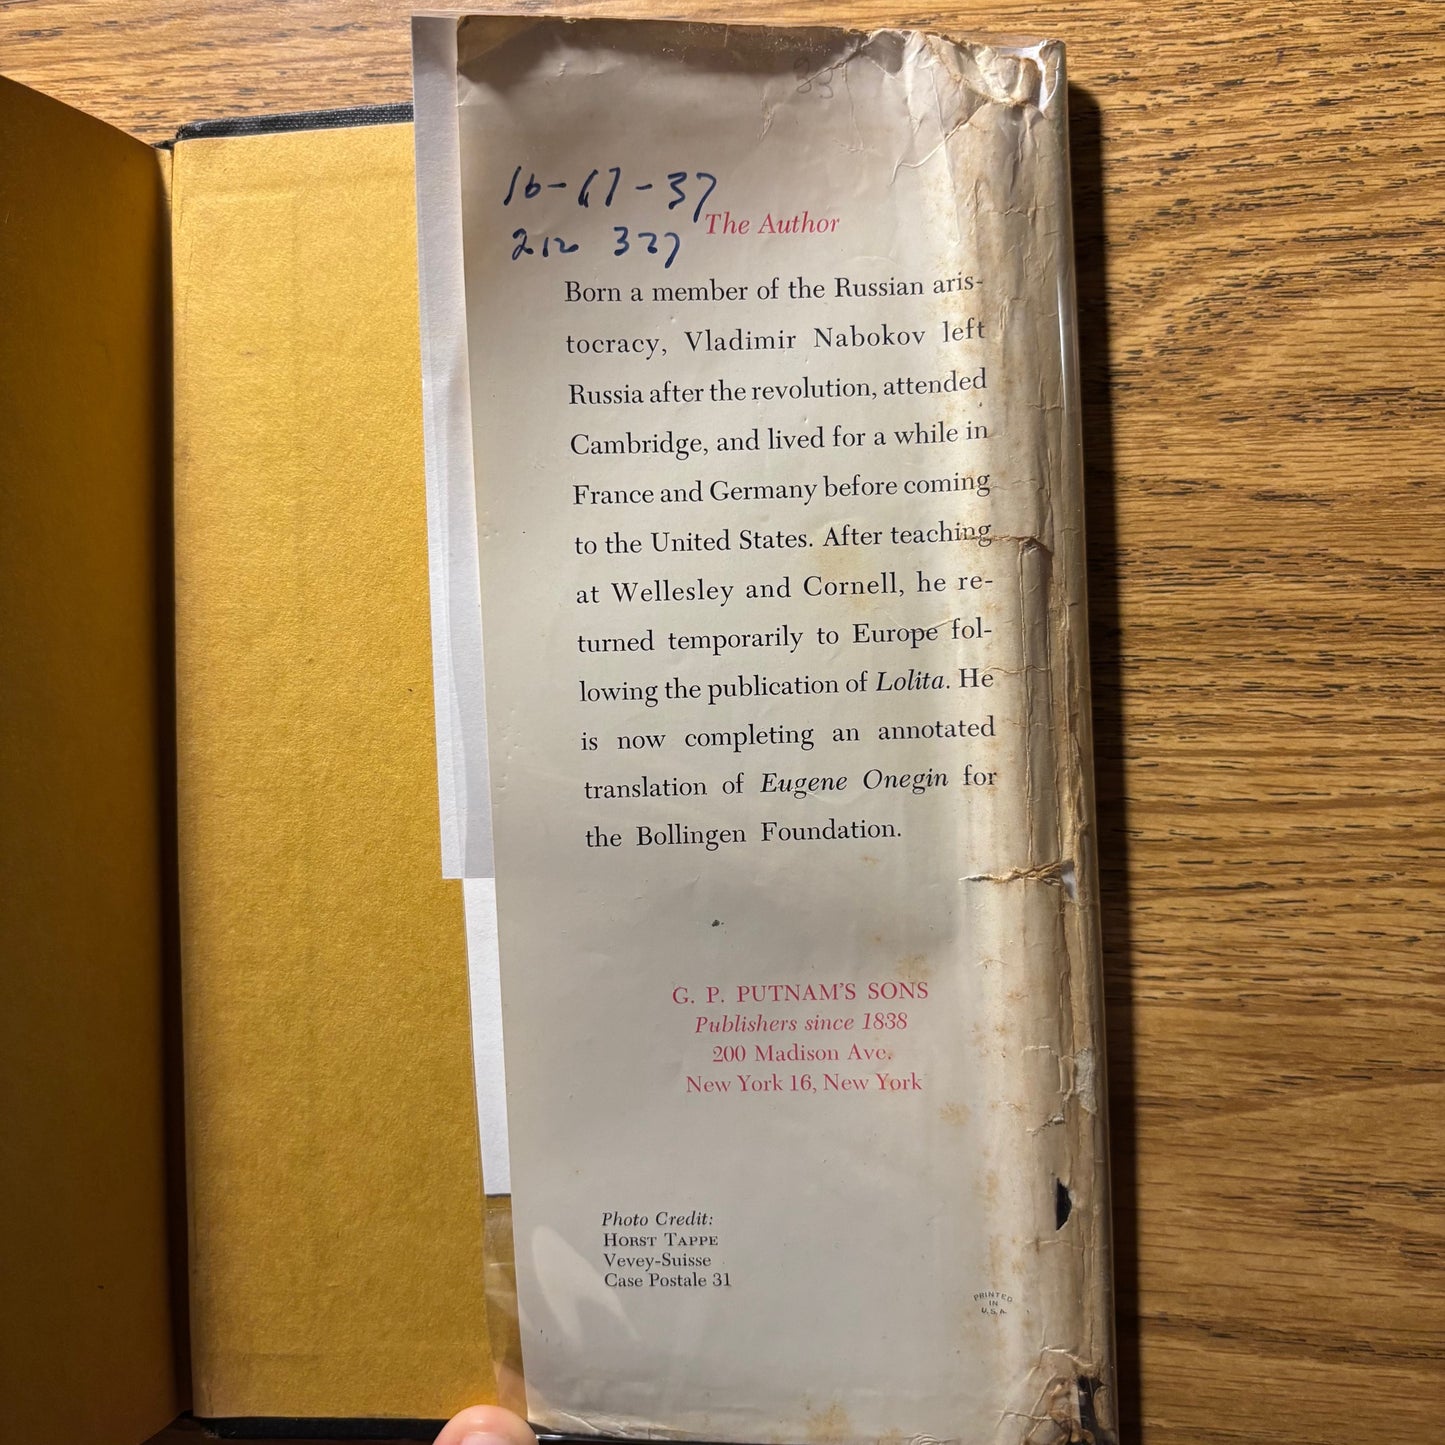 16-67-37
212 327
The Author
Born a member of the Russian aris-
tocracy, Vladimir Nabokov left
Russia after the revolution, attended
Cambridge, and lived for a while in
France and Germany before coming
to the United States. After teaching
at Wellesley and Cornell, he re-
turned temporarily to Europe fol-
lowing the publication of Lolita. He
is now completing an annotated
translation of Eugene Onegin for
the Bollingen Foundation.
G. P. PUTNAM'S SONS
Publishers since 1838
200 Madison Ave.
New York 16, New York
Photo Credit:
HORST TAPPE
Vevey-Suisse
Case Postale 31
PRINTED
IN
U.S.A.